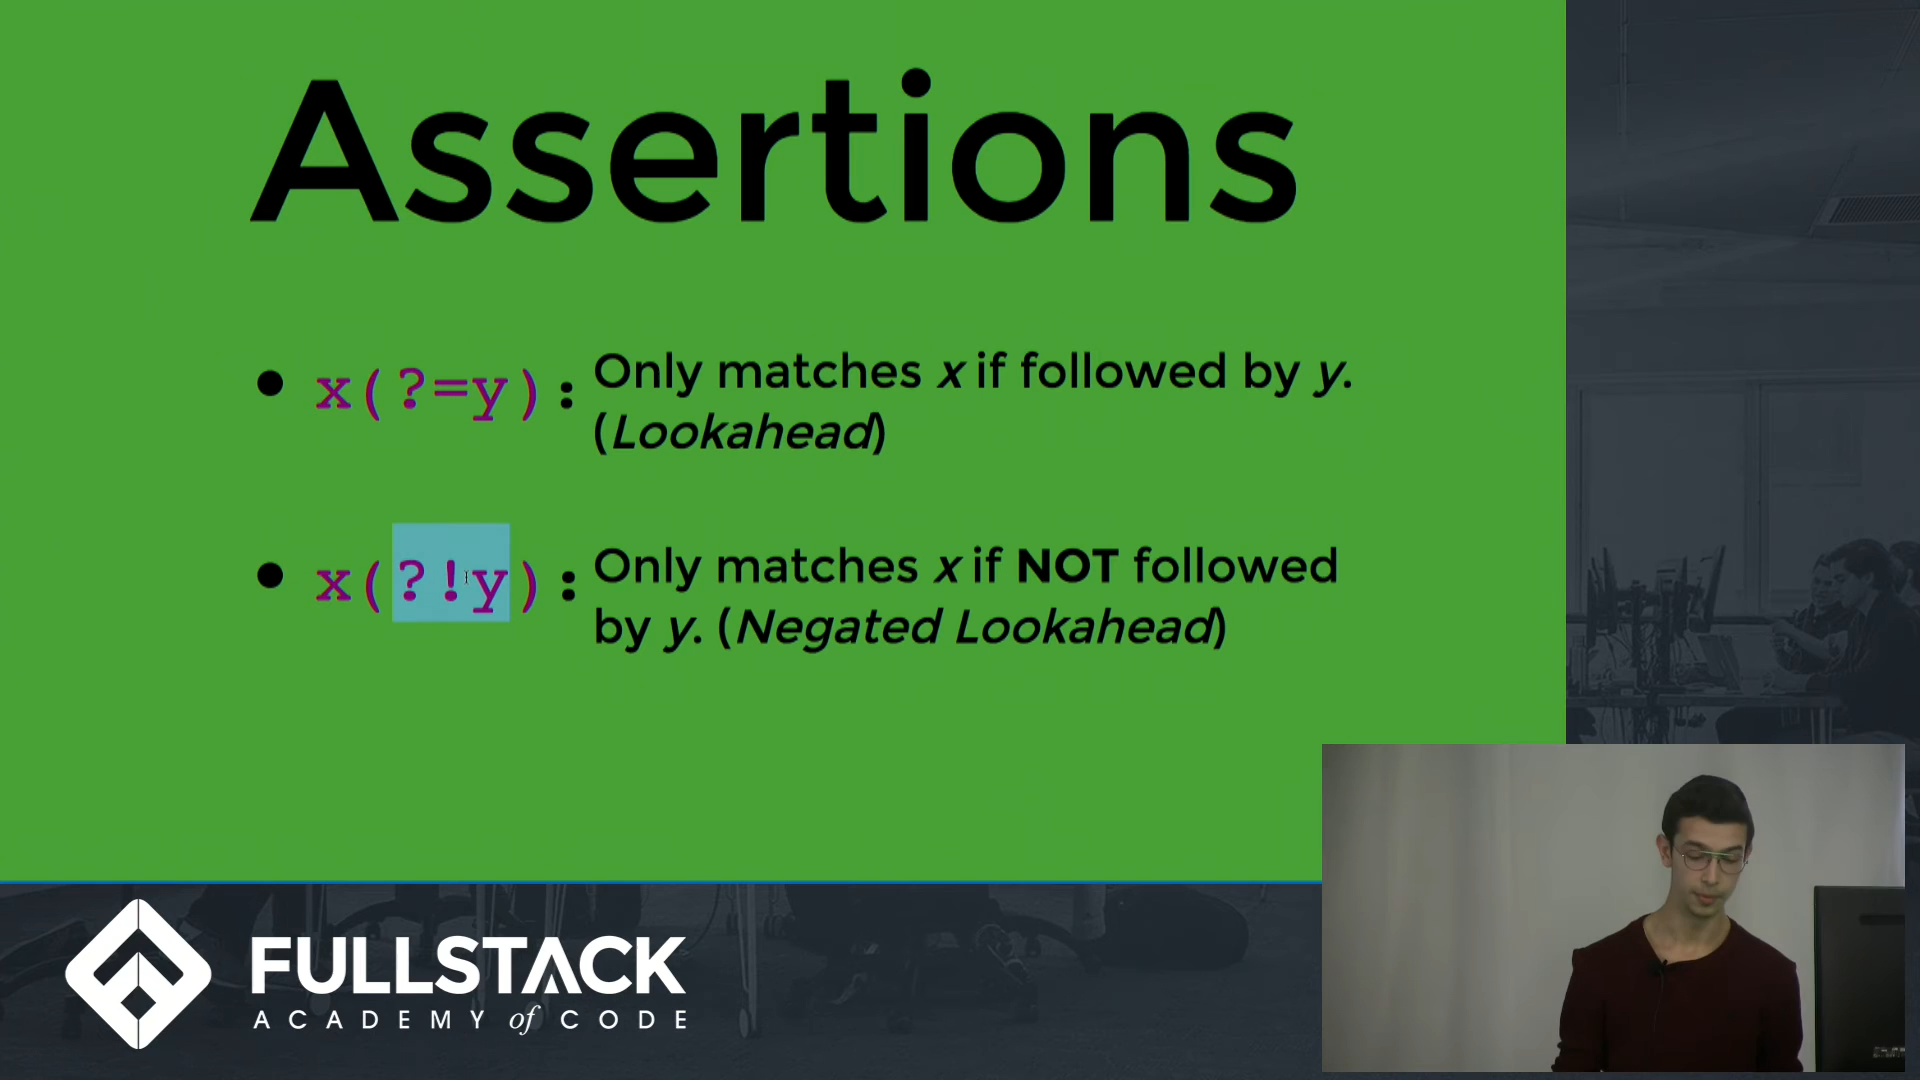 Assertions
• x(?=y): Only matches x if followed by y.
(Lookahead)
• x(?!y): Only matches x if NOT followed
by y. (Negated Lookahead)
FULLSTACK
ACADEMY of CODE